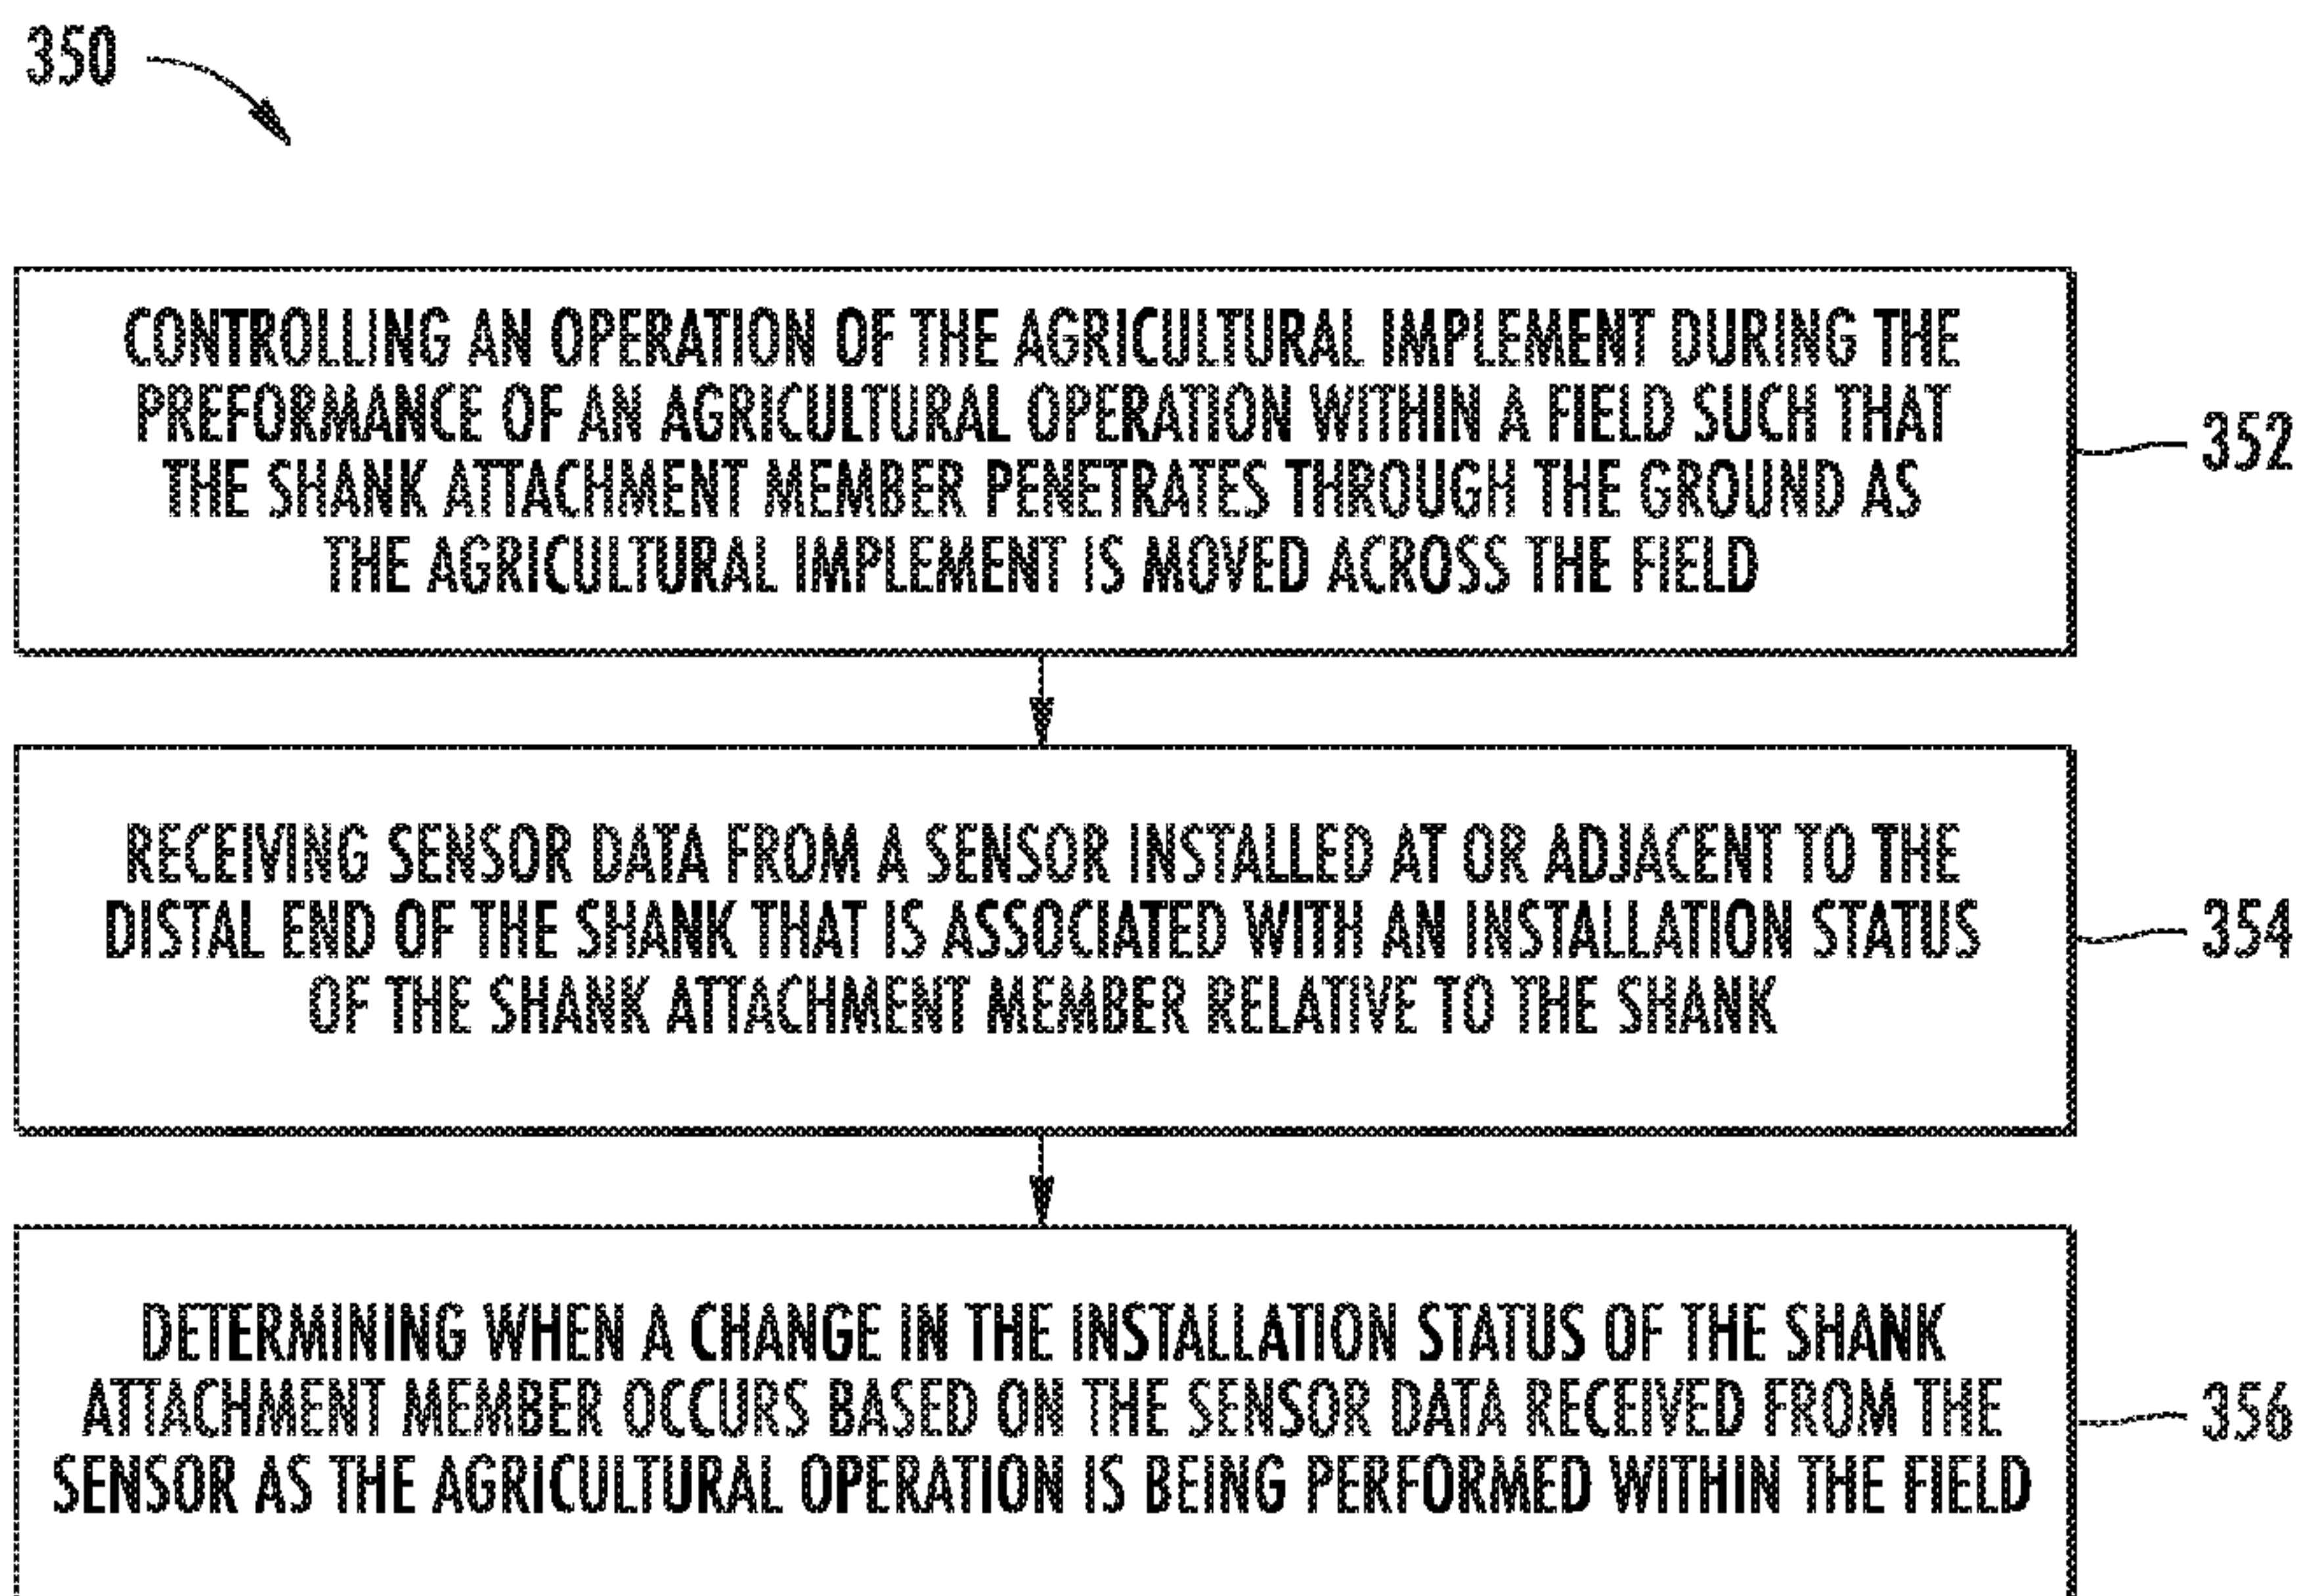 350
CONTROLLING AN OPERATION OF THE AGRICULTURAL IMPLEMENT DURING THE
PREFORMANCE OF AN AGRICULTURAL OPERATION WITHIN A FIELD SUCH THAT
THE SHANK ATTACHMENT MEMBER PENETRATES THROUGH THE GROUND AS
THE AGRICULTURAL IMPLEMENT IS MOVED ACROSS THE FIELD
352
RECEIVING SENSOR DATA FROM A SENSOR INSTALLED AT OR ADJACENT TO THE
DISTAL END OF THE SHANK THAT IS ASSOCIATED WITH AN INSTALLATION STATUS
OF THE SHANK ATTACHMENT MEMBER RELATIVE TO THE SHANK
354
DETERMINING WHEN A CHANGE IN THE INSTALLATION STATUS OF THE SHANK
ATTACHMENT MEMBER OCCURS BASED ON THE SENSOR DATA RECEIVED FROM THE
SENSOR AS THE AGRICULTURAL OPERATION IS BEING PERFORMED WITHIN THE FIELD
356